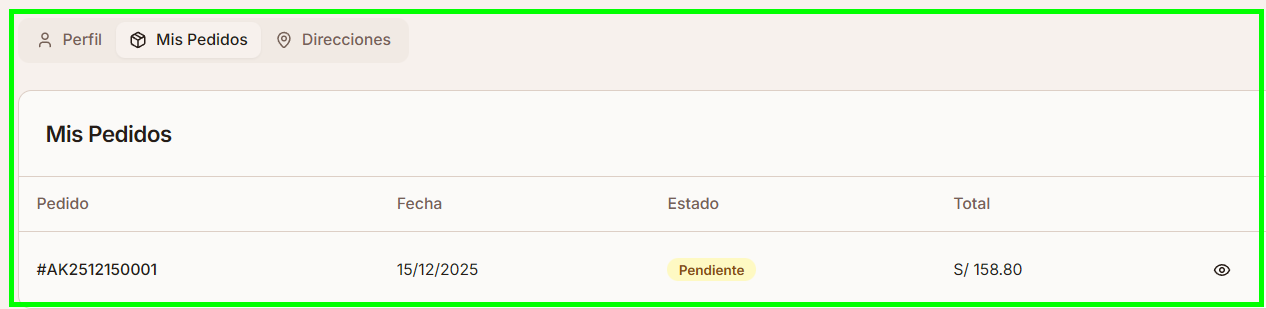 Perfil Mis Pedidos Direcciones
Mis Pedidos
Pedido Fecha Estado Total
#AK2512150001 15/12/2025 Pendiente S/ 158.80